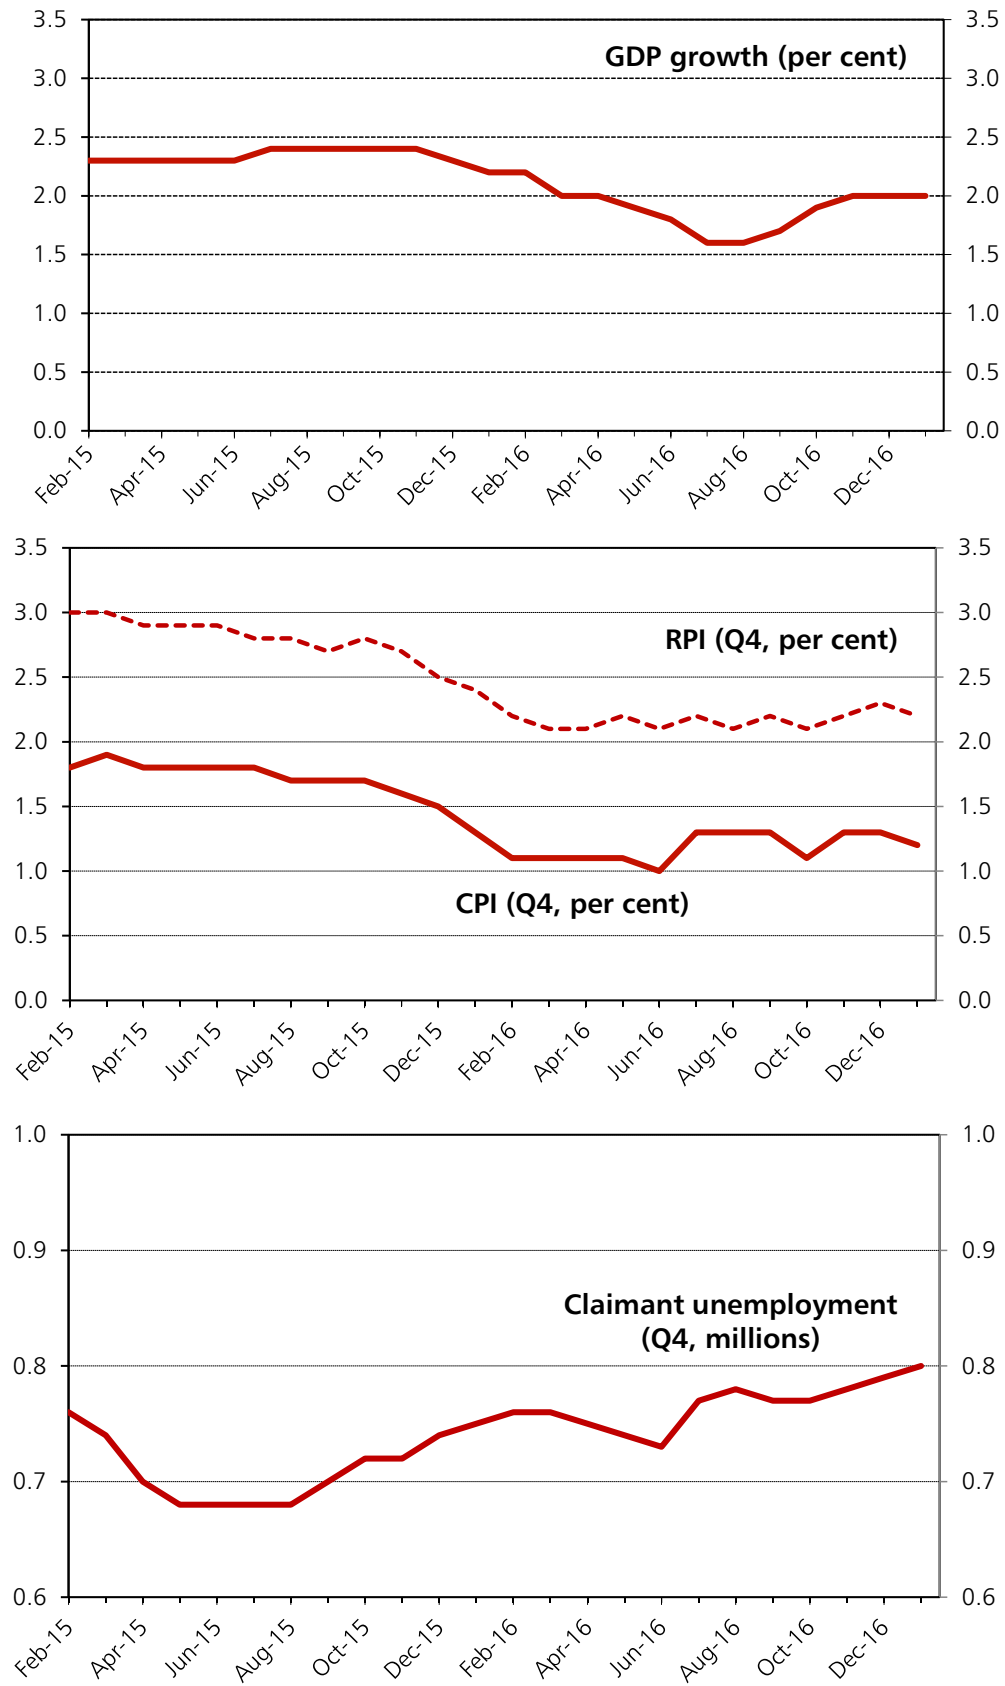 3.5 3.5
GDP growth (per cent)
3.0 3.0
2.5 2.5
2.0 2.0
1.5 1.5
1.0 1.0
0.5 0.5
0.0 0.0
Feb-15 Apr-15 Jun-15 Aug-15 Oct-15 Dec-15 Feb-16 Apr-16 Jun-16 Aug-16 Oct-16 Dec-16
3.5 3.5
3.0 3.0
RPI (Q4, per cent)
2.5 2.5
2.0 2.0
1.5 1.5
1.0 1.0
CPI (Q4, per cent)
0.5 0.5
0.0 0.0
Feb-15 Apr-15 Jun-15 Aug-15 Oct-15 Dec-15 Feb-16 Apr-16 Jun-16 Aug-16 Oct-16 Dec-16
1.0 1.0
0.9 0.9
Claimant unemployment
(Q4, millions)
0.8 0.8
0.7 0.7
0.6 0.6
Feb-15 Apr-15 Jun-15 Aug-15 Oct-15 Dec-15 Feb-16 Apr-16 Jun-16 Aug-16 Oct-16 Dec-16